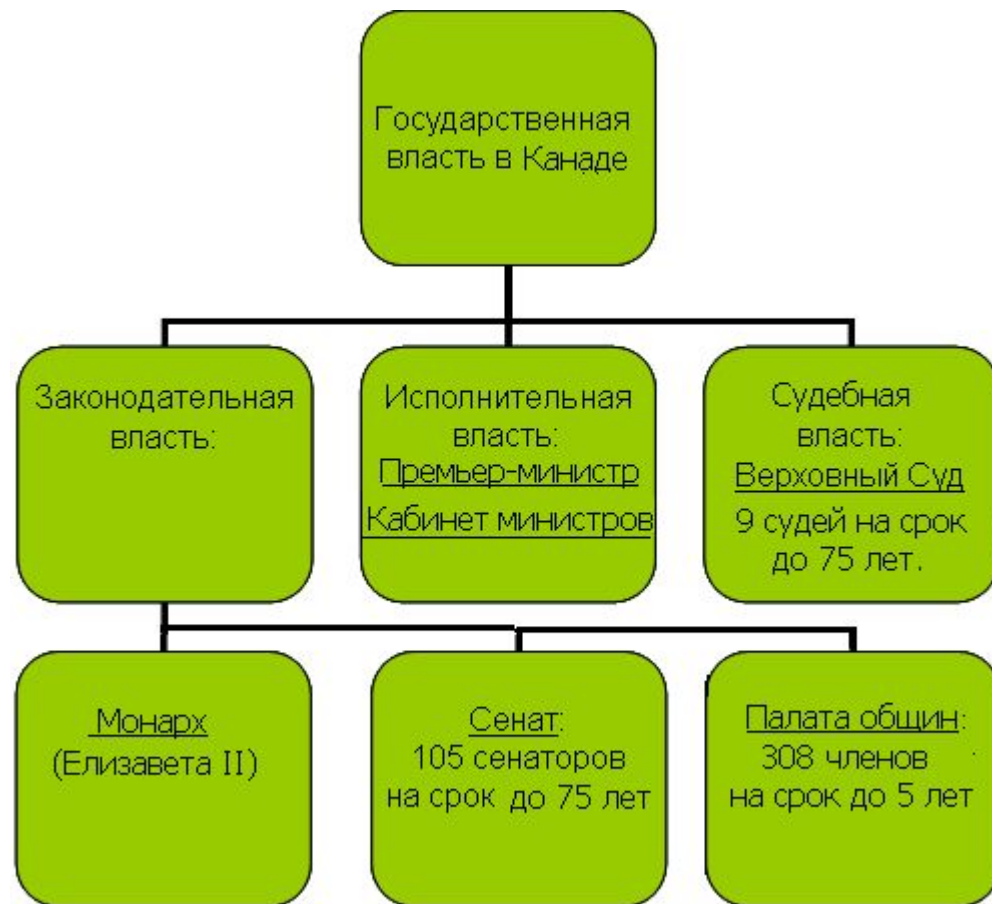 Государственная
власть в Канаде
Законодательная
власть:
Исполнительная
власть:
Премьер-министр
Кабинет министров
Судебная
власть:
Верховный Суд
9 судей на срок
до 75 лет.
Монарх
(Елизавета II)
Сенат:
105 сенаторов
на срок до 75 лет
Палата общин:
308 членов
на срок до 5 лет